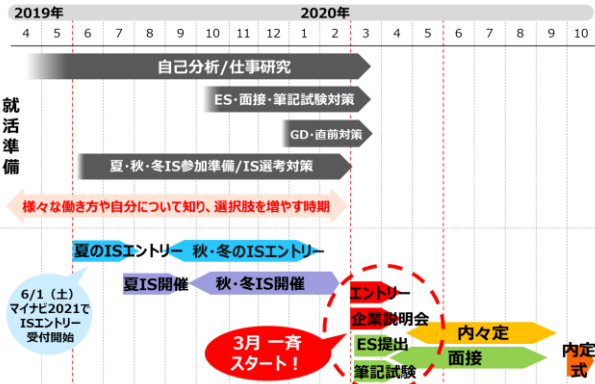 2019年
2020年
4 5 6 7 8 9 10 11 12 1 2 3 4 5 6 7 8 9 10
就活準備
自己分析/仕事研究
ES・面接・筆記試験対策
GD・直前対策
夏・秋・冬IS参加準備/IS選考対策
様々な働き方や自分について知り、選択肢を増やす時期
夏のISエントリー
秋・冬のISエントリー
夏IS開催
秋・冬IS開催
6/1（土）
マイナビ2021で
ISエントリー
受付開始
3月 一斉
スタート！
エントリー
企業説明会
ES提出
筆記試験
内々定
面接
内定
式